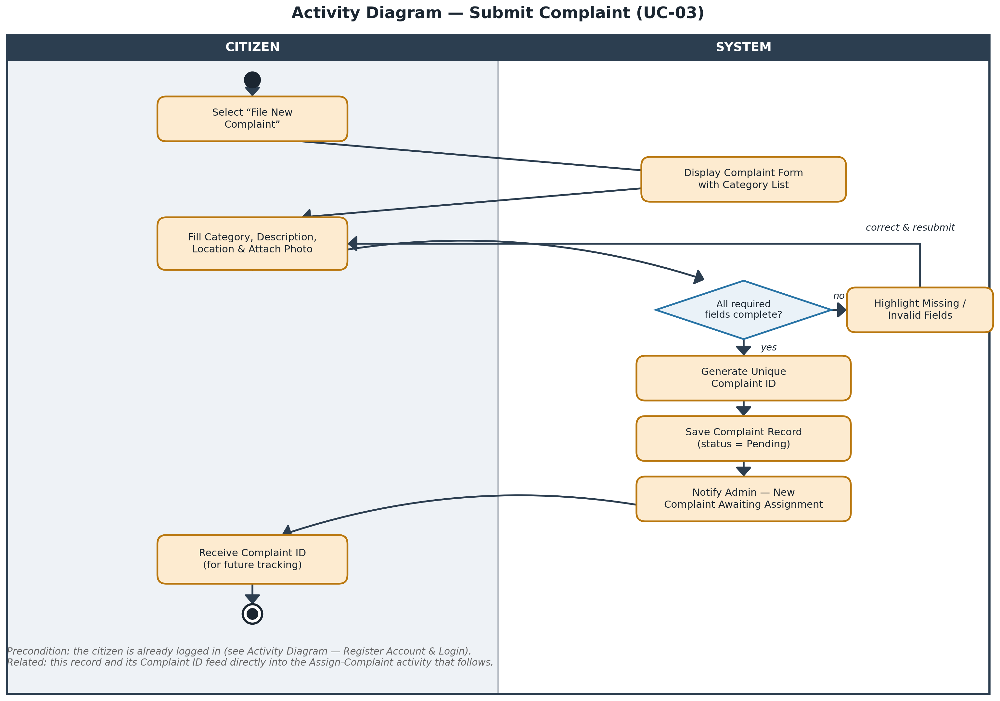 Activity Diagram — Submit Complaint (UC-03)
CITIZEN
SYSTEM
Select “File New
Complaint”
Display Complaint Form
with Category List
correct & resubmit
Fill Category, Description,
Location & Attach Photo
All required
fields complete?
no
Highlight Missing /
Invalid Fields
yes
Generate Unique
Complaint ID
Save Complaint Record
(status = Pending)
Notify Admin — New
Complaint Awaiting Assignment
Receive Complaint ID
(for future tracking)
Precondition: the citizen is already logged in (see Activity Diagram — Register Account & Login).
Related: this record and its Complaint ID feed directly into the Assign-Complaint activity that follows.